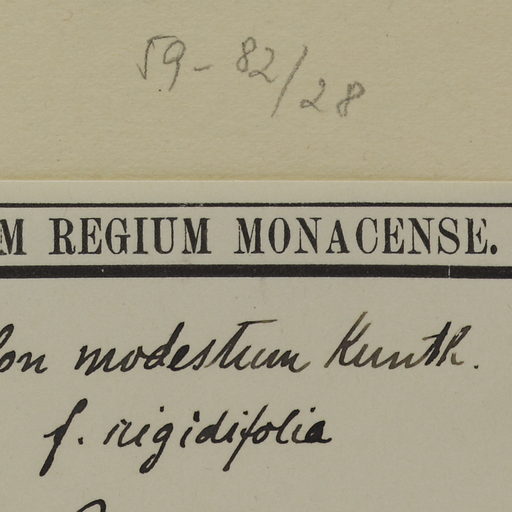 59-82/28
M REGIUM MONACENSE.
lon modestum Kunth.
f. rigidifolia